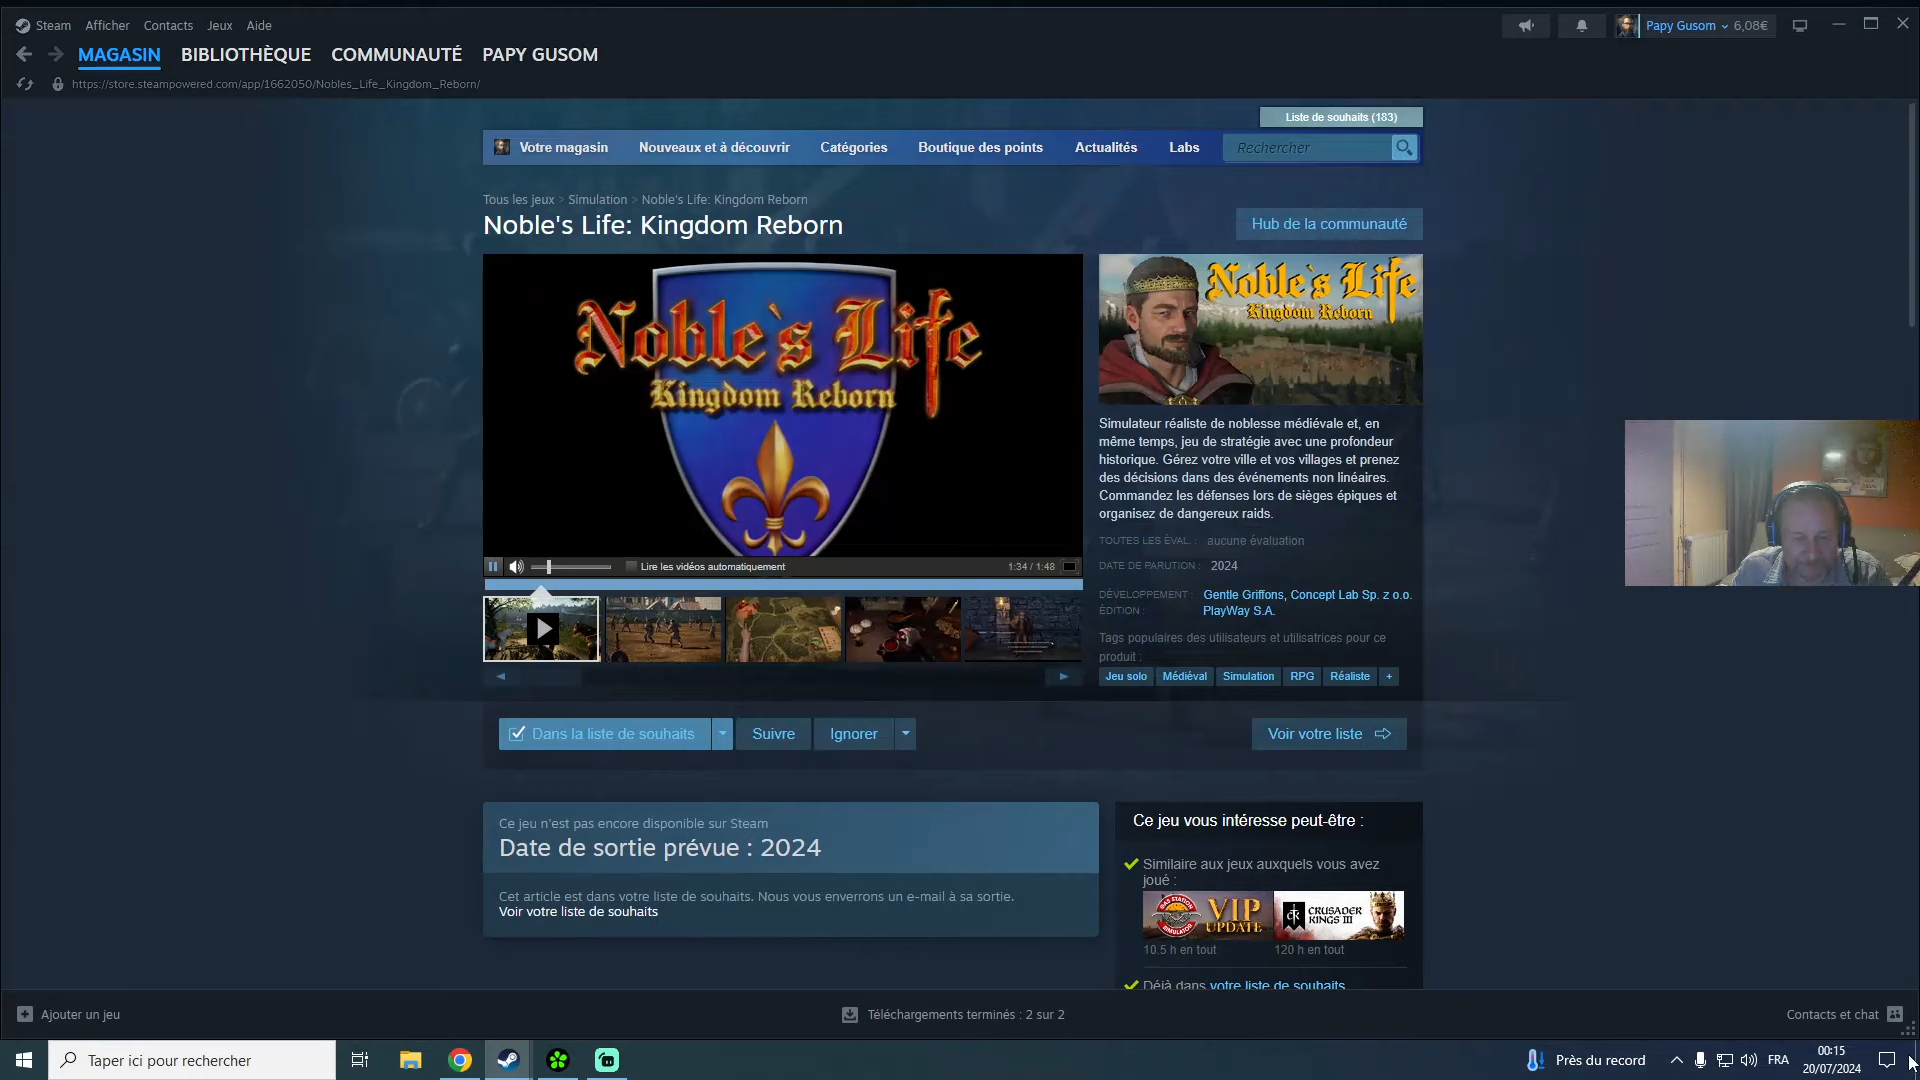 Steam Afficher Contacts Jeux Aide
Papy Gusom 6,08€
MAGASIN BIBLIOTHÈQUE COMMUNAUTÉ PAPY GUSOM
https://store.steampowered.com/app/1662050/Nobles_Life_Kingdom_Reborn/
Liste de souhaits (183)
Votre magasin Nouveaux et à découvrir Catégories Boutique des points Actualités Labs Rechercher
Tous les jeux > Simulation > Noble's Life: Kingdom Reborn
Noble's Life: Kingdom Reborn
Hub de la communauté
Noble`s Life
Kingdom Reborn
Noble`s Life
Kingdom Reborn
Simulateur réaliste de noblesse médiévale et, en
même temps, jeu de stratégie avec une profondeur
historique. Gérez votre ville et vos villages et prenez
des décisions dans des événements non linéaires.
Commandez les défenses lors de sièges épiques et
organisez de dangereux raids.
TOUTES LES ÉVAL. : aucune évaluation
DATE DE PARUTION : 2024
DÉVELOPPEMENT : Gentle Griffons, Concept Lab Sp. z o.o.
ÉDITION : PlayWay S.A.
Tags populaires des utilisateurs et utilisatrices pour ce
produit :
Jeu solo Médiéval Simulation RPG Réaliste +
Lire les vidéos automatiquement 1:34 / 1:48
Dans la liste de souhaits Suivre Ignorer Voir votre liste
Ce jeu n'est pas encore disponible sur Steam
Date de sortie prévue : 2024
Cet article est dans votre liste de souhaits. Nous vous enverrons un e-mail à sa sortie.
Voir votre liste de souhaits
Ce jeu vous intéresse peut-être :
Similaire aux jeux auxquels vous avez
joué :
GAS STATION SIMULATOR VIP UPDATE
CRUSADER KINGS III
10.5 h en tout 120 h en tout
Déjà dans votre liste de souhaits
Ajouter un jeu Téléchargements terminés : 2 sur 2 Contacts et chat
Taper ici pour rechercher Près du record FRA 00:15
20/07/2024